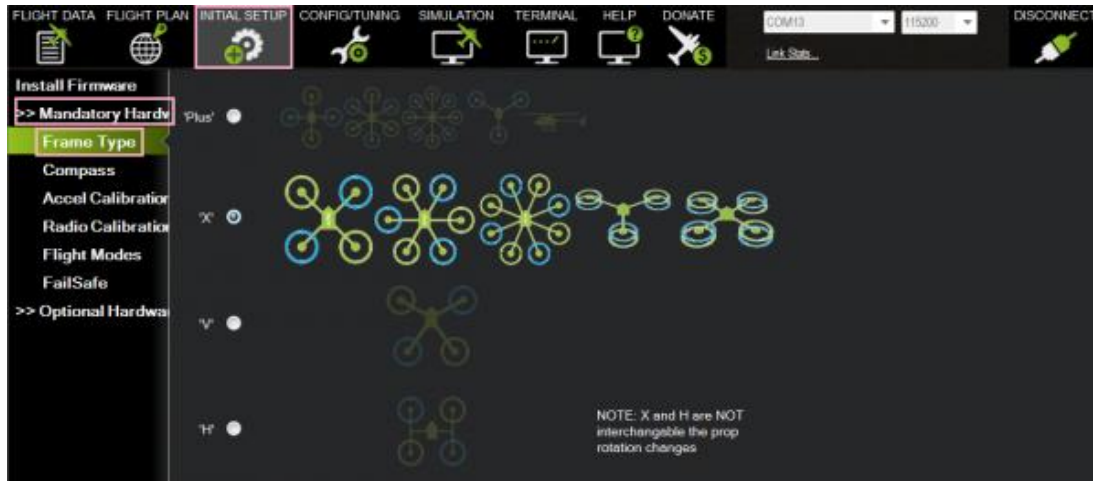 FLIGHT DATA FLIGHT PLAN INITIAL SETUP CONFIG/TUNING SIMULATION TERMINAL HELP DONATE COM13 115200 DISCONNECT
Link Stats...
Install Firmware
>> Mandatory Hardw
Frame Type
Compass
Accel Calibration
Radio Calibration
Flight Modes
FailSafe
>> Optional Hardwa
'Plus'
'X'
'V'
'H'
NOTE: X and H are NOT
interchangable the prop
rotation changes